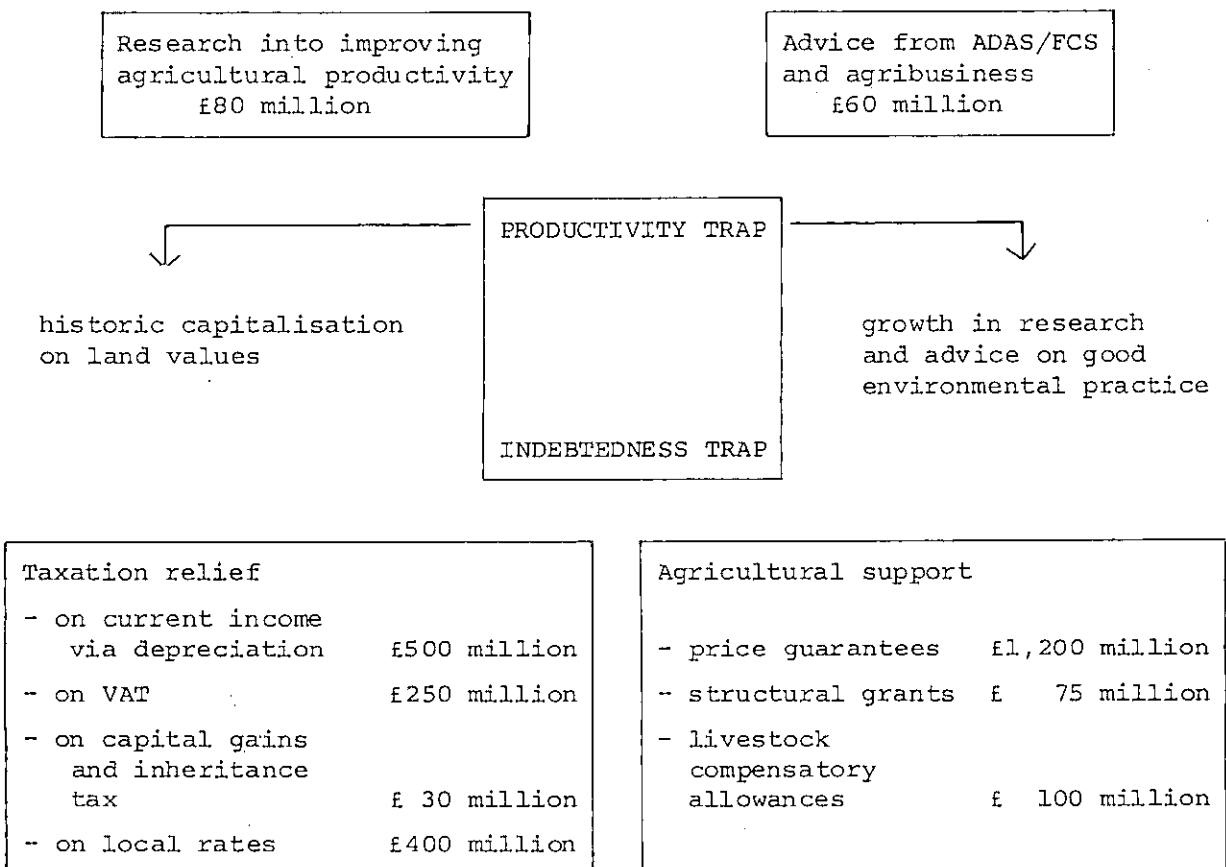 Research into improving
agricultural productivity
£80 million
Advice from ADAS/FCS
and agribusiness
£60 million
PRODUCTIVITY TRAP
historic capitalisation
on land values
growth in research
and advice on good
environmental practice
INDEBTEDNESS TRAP
Taxation relief
- on current income
via depreciation £500 million
- on VAT £250 million
- on capital gains
and inheritance
tax £ 30 million
- on local rates £400 million
Agricultural support
- price guarantees £1,200 million
- structural grants £ 75 million
- livestock
compensatory
allowances £ 100 million